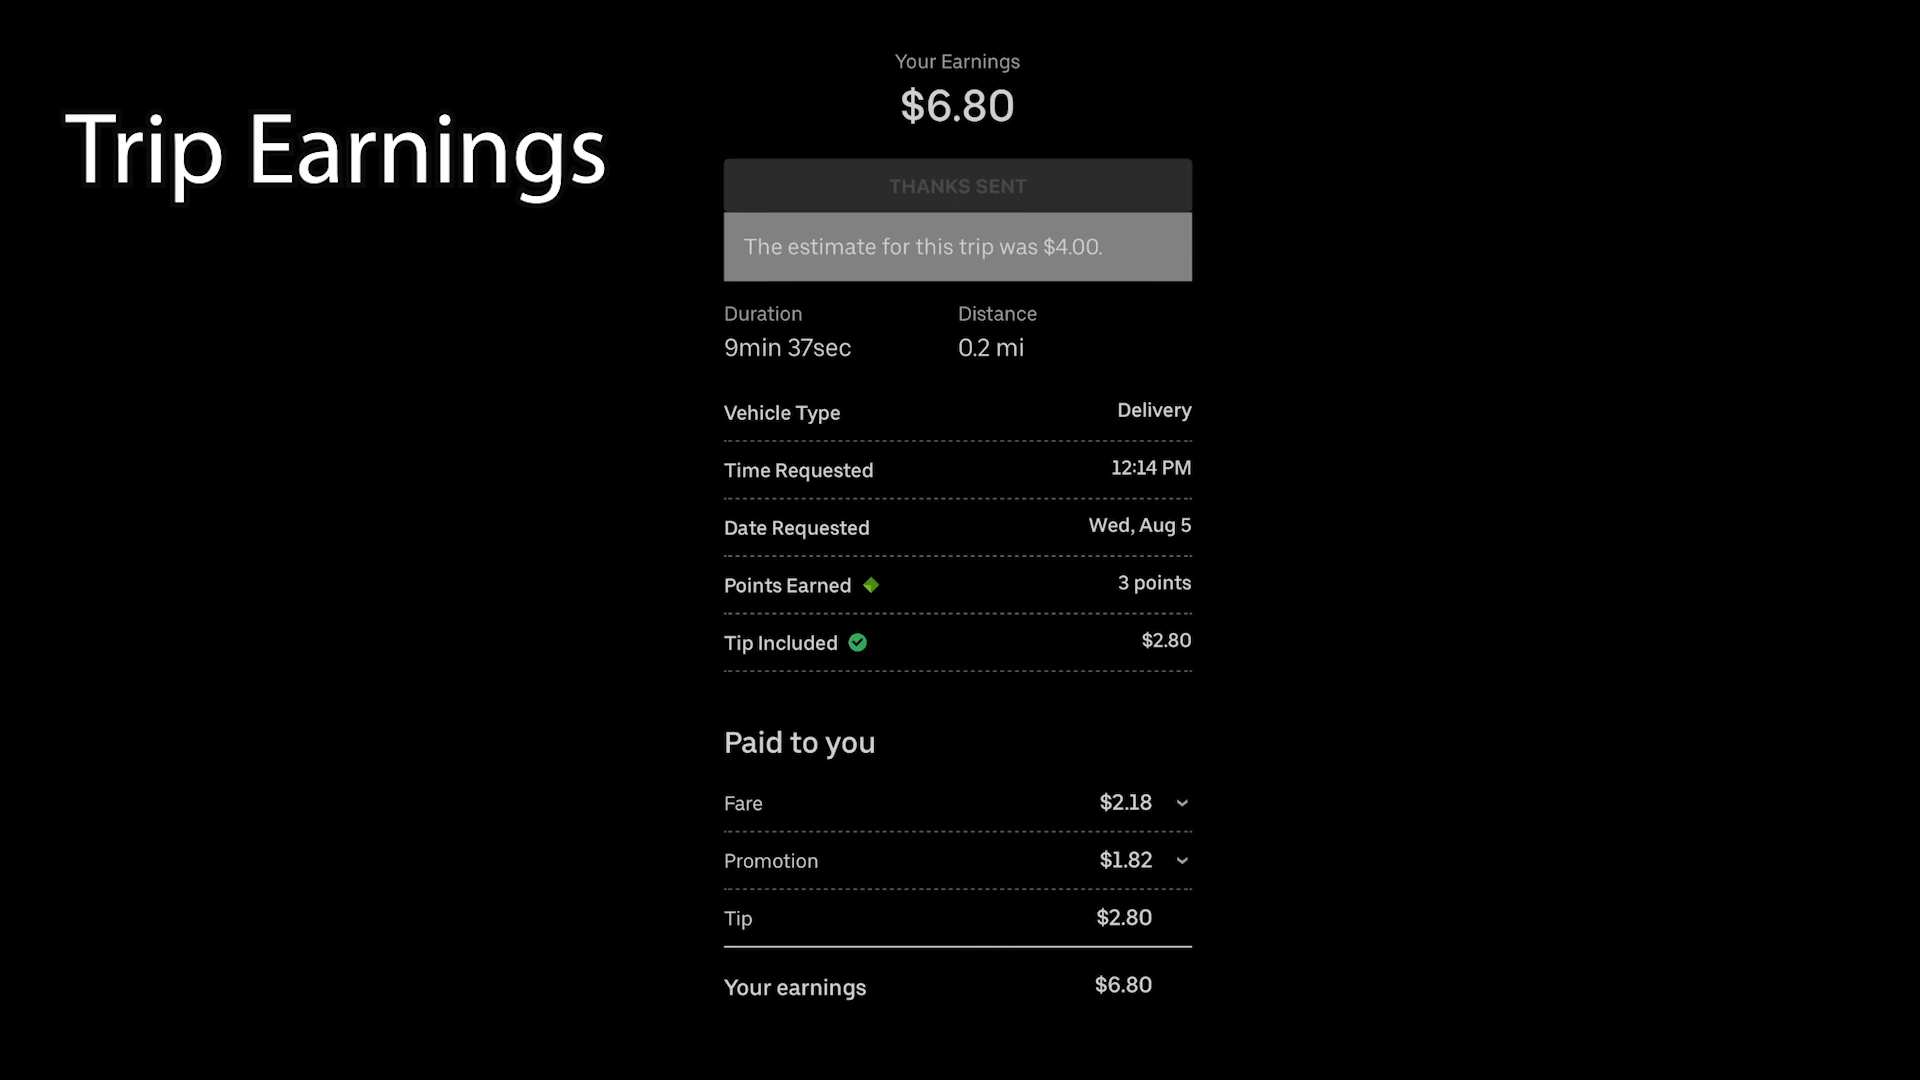 Trip Earnings
Your Earnings
$6.80
THANKS SENT
The estimate for this trip was $4.00.
Duration Distance
9min 37sec 0.2 mi
Vehicle Type Delivery
Time Requested 12:14 PM
Date Requested Wed, Aug 5
Points Earned 3 points
Tip Included $2.80
Paid to you
Fare $2.18
Promotion $1.82
Tip $2.80
Your earnings $6.80